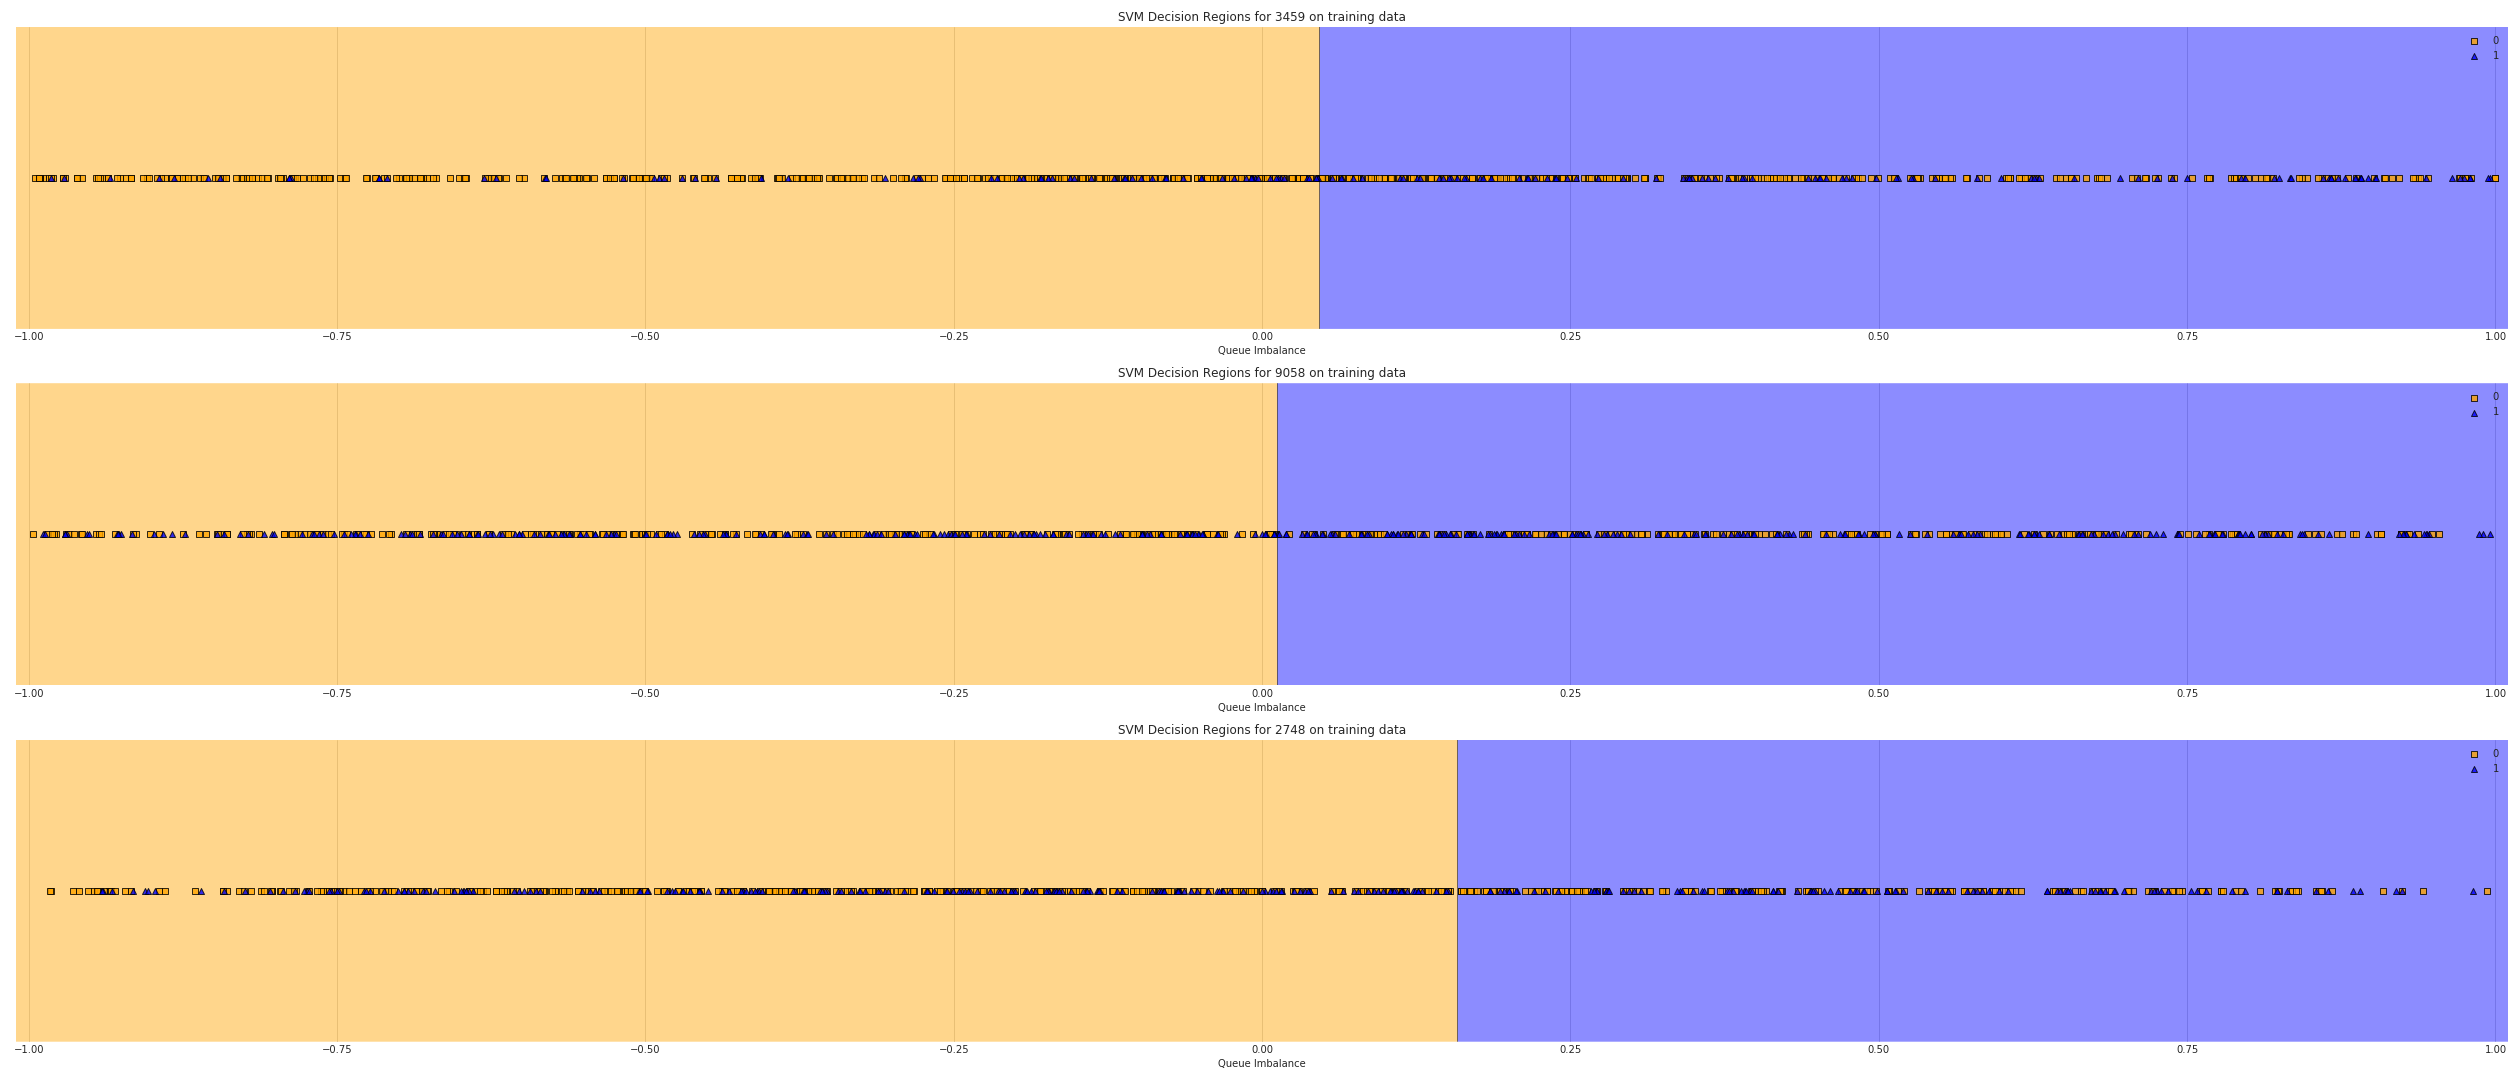 SVM Decision Regions for 3459 on training data
0
1
−1.00 −0.75 −0.50 −0.25 0.00 0.25 0.50 0.75 1.00
Queue Imbalance
SVM Decision Regions for 9058 on training data
0
1
−1.00 −0.75 −0.50 −0.25 0.00 0.25 0.50 0.75 1.00
Queue Imbalance
SVM Decision Regions for 2748 on training data
0
1
−1.00 −0.75 −0.50 −0.25 0.00 0.25 0.50 0.75 1.00
Queue Imbalance